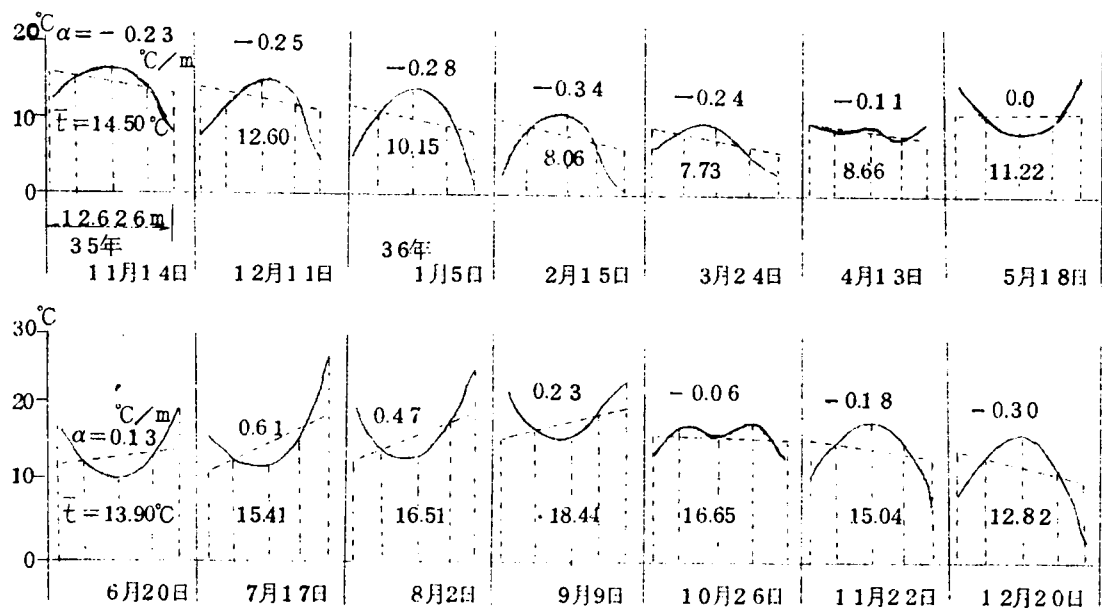 20℃ α=-0.23 -0.25 -0.28 -0.34 -0.24 -0.11 0.0
℃/m
10
t̄=14.50℃ 12.60 10.15 8.06 7.73 8.66 11.22
0
12.626m
35年 36年
11月14日 12月11日 1月5日 2月15日 3月24日 4月13日 5月18日
30℃
20
℃/m
α=0.13 0.61 0.47 0.23 -0.06 -0.18 -0.30
10
t̄=13.90℃ 15.41 16.51 18.44 16.65 15.04 12.82
0
6月20日 7月17日 8月2日 9月9日 10月26日 11月22日 12月20日